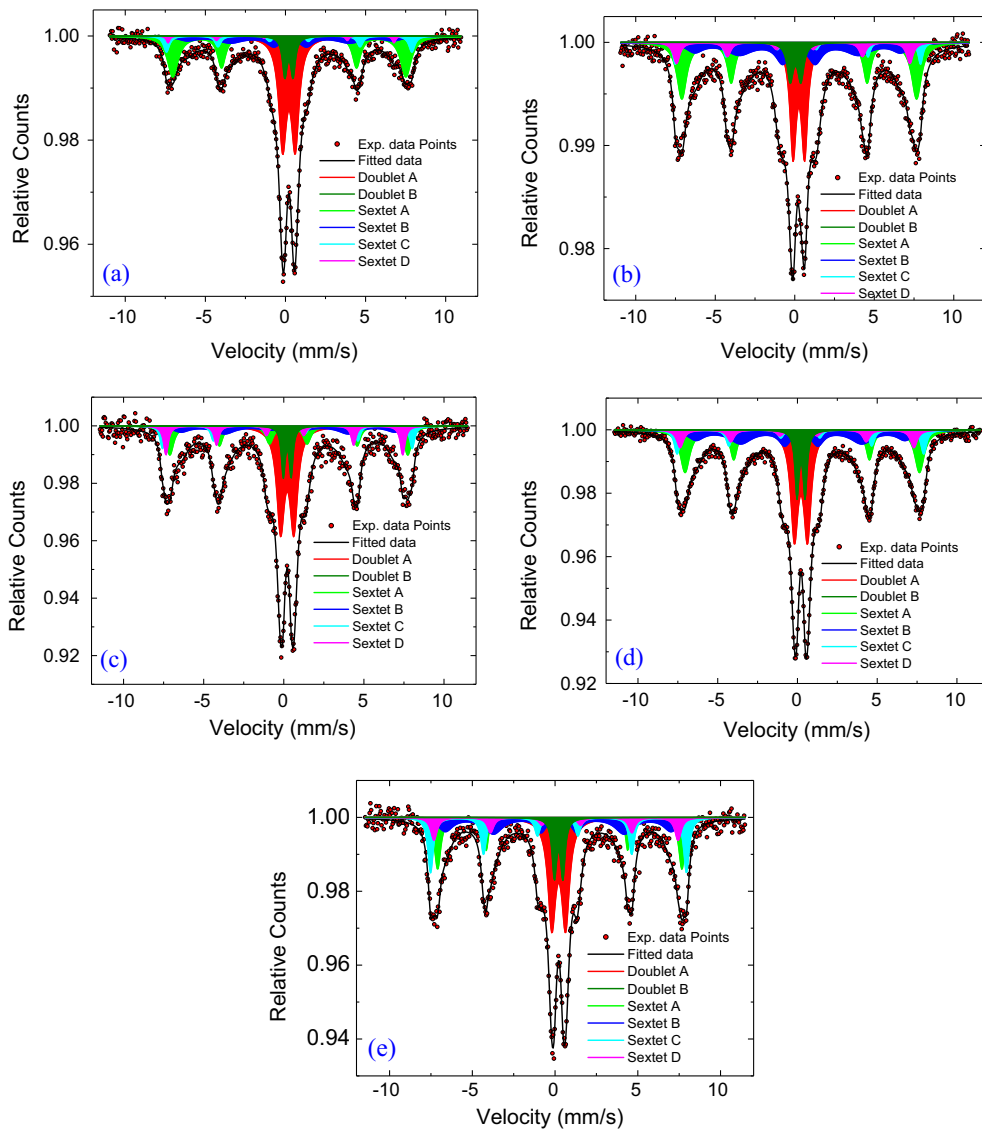 1.00
0.98
0.96
Relative Counts
Exp. data Points
Fitted data
Doublet A
Doublet B
Sextet A
Sextet B
Sextet C
Sextet D
(a)
-10 -5 0 5 10
Velocity (mm/s)
1.00
0.99
0.98
Relative Counts
Exp. data Points
Fitted data
Doublet A
Doublet B
Sextet A
Sextet B
Sextet C
Sextet D
(b)
-10 -5 0 5 10
Velocity (mm/s)
1.00
0.98
0.96
0.94
0.92
Relative Counts
Exp. data Points
Fitted data
Doublet A
Doublet B
Sextet A
Sextet B
Sextet C
Sextet D
(c)
-10 -5 0 5 10
Velocity (mm/s)
1.00
0.98
0.96
0.94
0.92
Relative Counts
Exp. data Points
Fitted data
Doublet A
Doublet B
Sextet A
Sextet B
Sextet C
Sextet D
(d)
-10 -5 0 5 10
Velocity (mm/s)
1.00
0.98
0.96
0.94
Relative Counts
Exp. data Points
Fitted data
Doublet A
Doublet B
Sextet A
Sextet B
Sextet C
Sextet D
(e)
-10 -5 0 5 10
Velocity (mm/s)